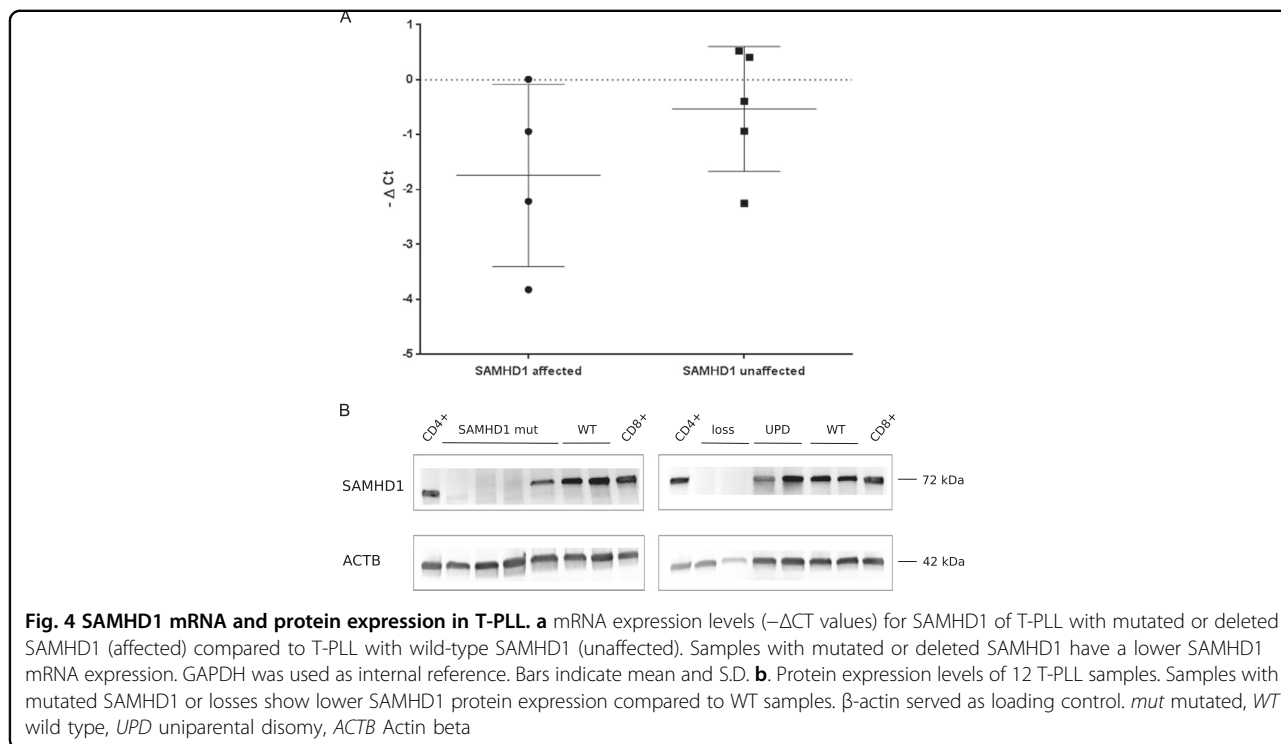 A
1
0
-1
-2
-3
-4
-5
- Δ Ct
SAMHD1 affected
SAMHD1 unaffected
B
CD4+
SAMHD1 mut
WT
CD8+
CD4+
loss
UPD
WT
CD8+
SAMHD1
72 kDa
ACTB
42 kDa
Fig. 4 SAMHD1 mRNA and protein expression in T-PLL. a mRNA expression levels (−ΔCT values) for SAMHD1 of T-PLL with mutated or deleted
SAMHD1 (affected) compared to T-PLL with wild-type SAMHD1 (unaffected). Samples with mutated or deleted SAMHD1 have a lower SAMHD1
mRNA expression. GAPDH was used as internal reference. Bars indicate mean and S.D. b. Protein expression levels of 12 T-PLL samples. Samples with
mutated SAMHD1 or losses show lower SAMHD1 protein expression compared to WT samples. β-actin served as loading control. mut mutated, WT
wild type, UPD uniparental disomy, ACTB Actin beta